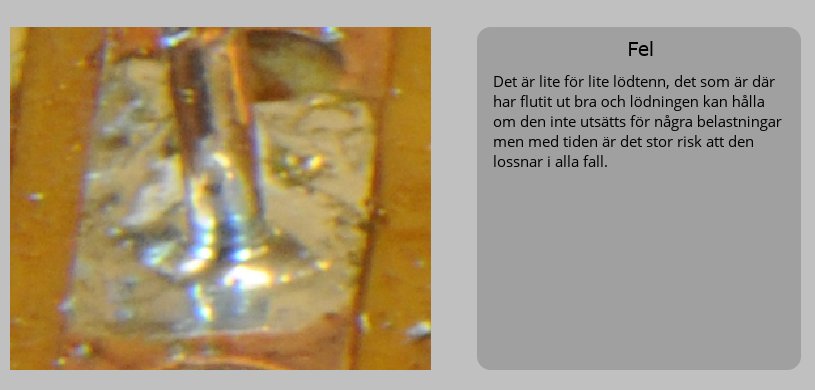 Fel
Det är lite för lite lödtenn, det som är där
har flutit ut bra och lödningen kan hålla
om den inte utsätts för några belastningar
men med tiden är det stor risk att den
lossnar i alla fall.